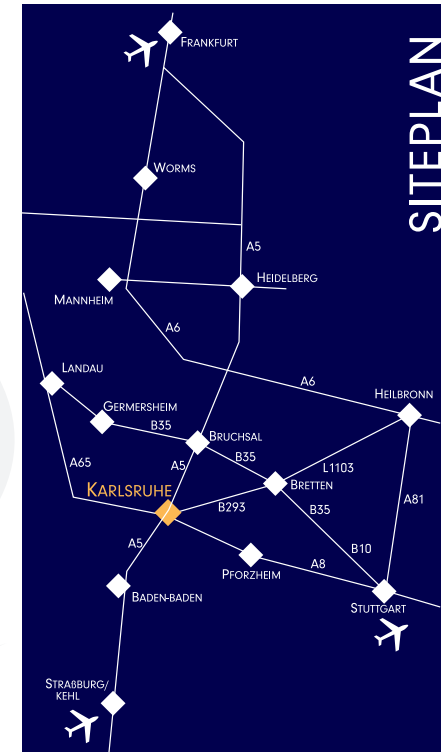 SITEPLAN
FRANKFURT
WORMS
A5
HEIDELBERG
MANNHEIM
A6
LANDAU
A6
HEILBRONN
GERMERSHEIM
B35
BRUCHSAL
A65
A5
B35
L1103
KARLSRUHE
BRETTEN
A81
B293
B35
A5
B10
PFORZHEIM
A8
BADEN-BADEN
STUTTGART
STRAßBURG/
KEHL